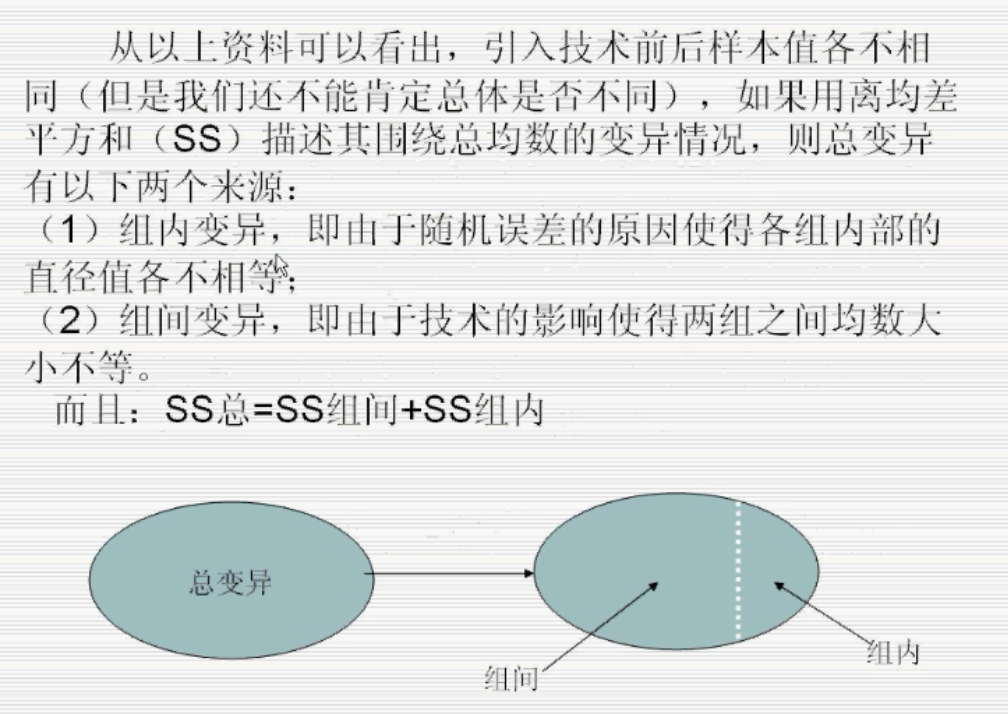 从以上资料可以看出，引入技术前后样本值各不相
同（但是我们还不能肯定总体是否不同），如果用离均差
平方和（SS）描述其围绕总均数的变异情况，则总变异
有以下两个来源：
（1）组内变异，即由于随机误差的原因使得各组内部的
直径值各不相等；
（2）组间变异，即由于技术的影响使得两组之间均数大
小不等。
而且：SS总=SS组间+SS组内
总变异
组内
组间